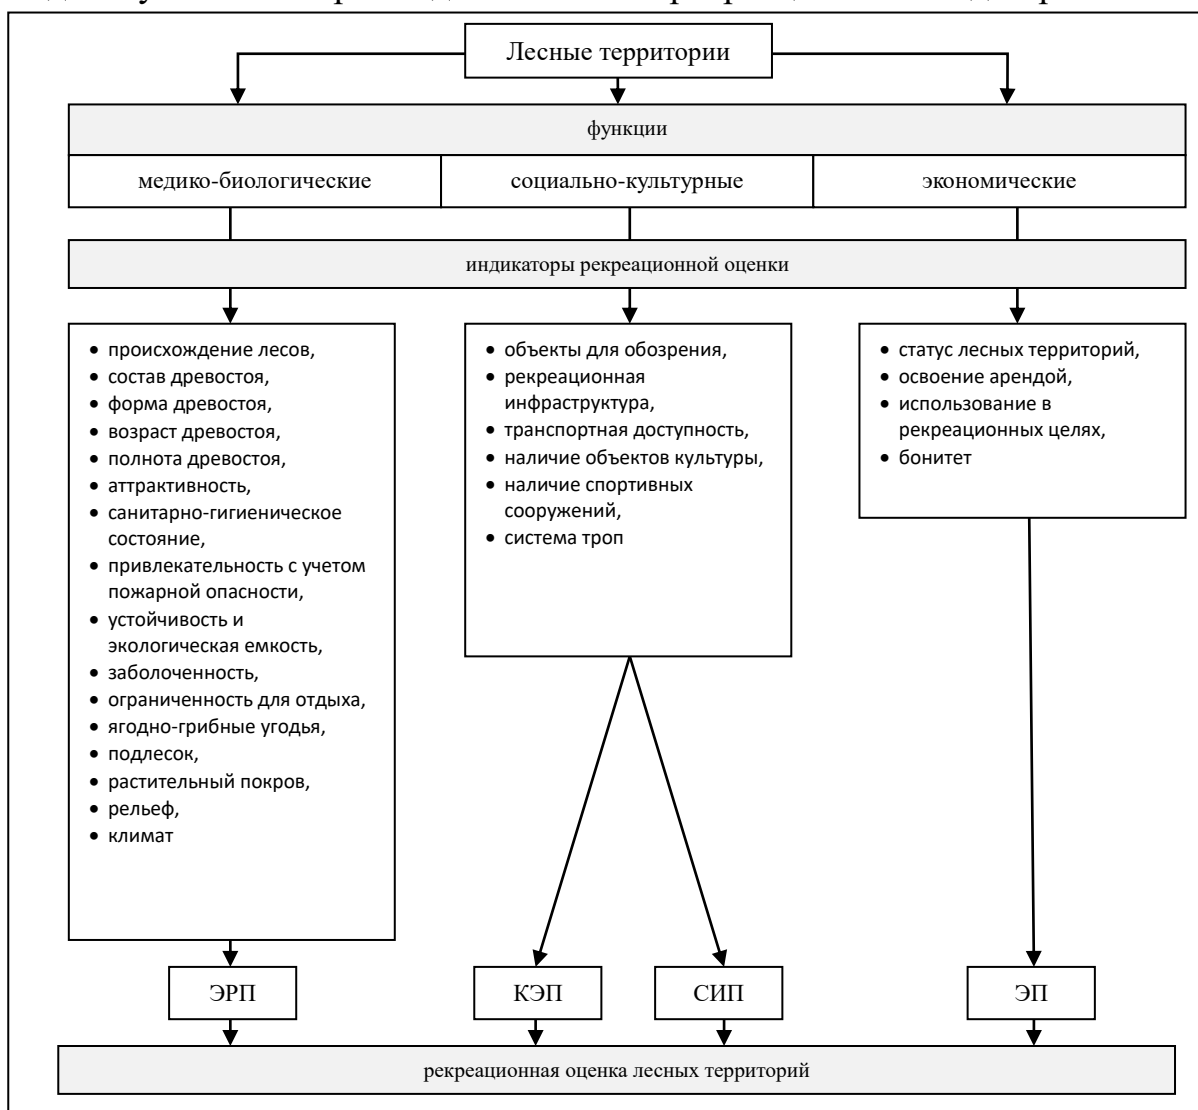 Лесные территории
функции
медико-биологические
социально-культурные
экономические
индикаторы рекреационной оценки
• происхождение лесов,
• состав древостоя,
• форма древостоя,
• возраст древостоя,
• полнота древостоя,
• аттрактивность,
• санитарно-гигиеническое
состояние,
• привлекательность с учетом
пожарной опасности,
• устойчивость и
экологическая емкость,
• заболоченность,
• ограниченность для отдыха,
• ягодно-грибные угодья,
• подлесок,
• растительный покров,
• рельеф,
• климат
• объекты для обозрения,
• рекреационная
инфраструктура,
• транспортная доступность,
• наличие объектов культуры,
• наличие спортивных
сооружений,
• система троп
• статус лесных территорий,
• освоение арендой,
• использование в
рекреационных целях,
• бонитет
ЭРП
КЭП
СИП
ЭП
рекреационная оценка лесных территорий